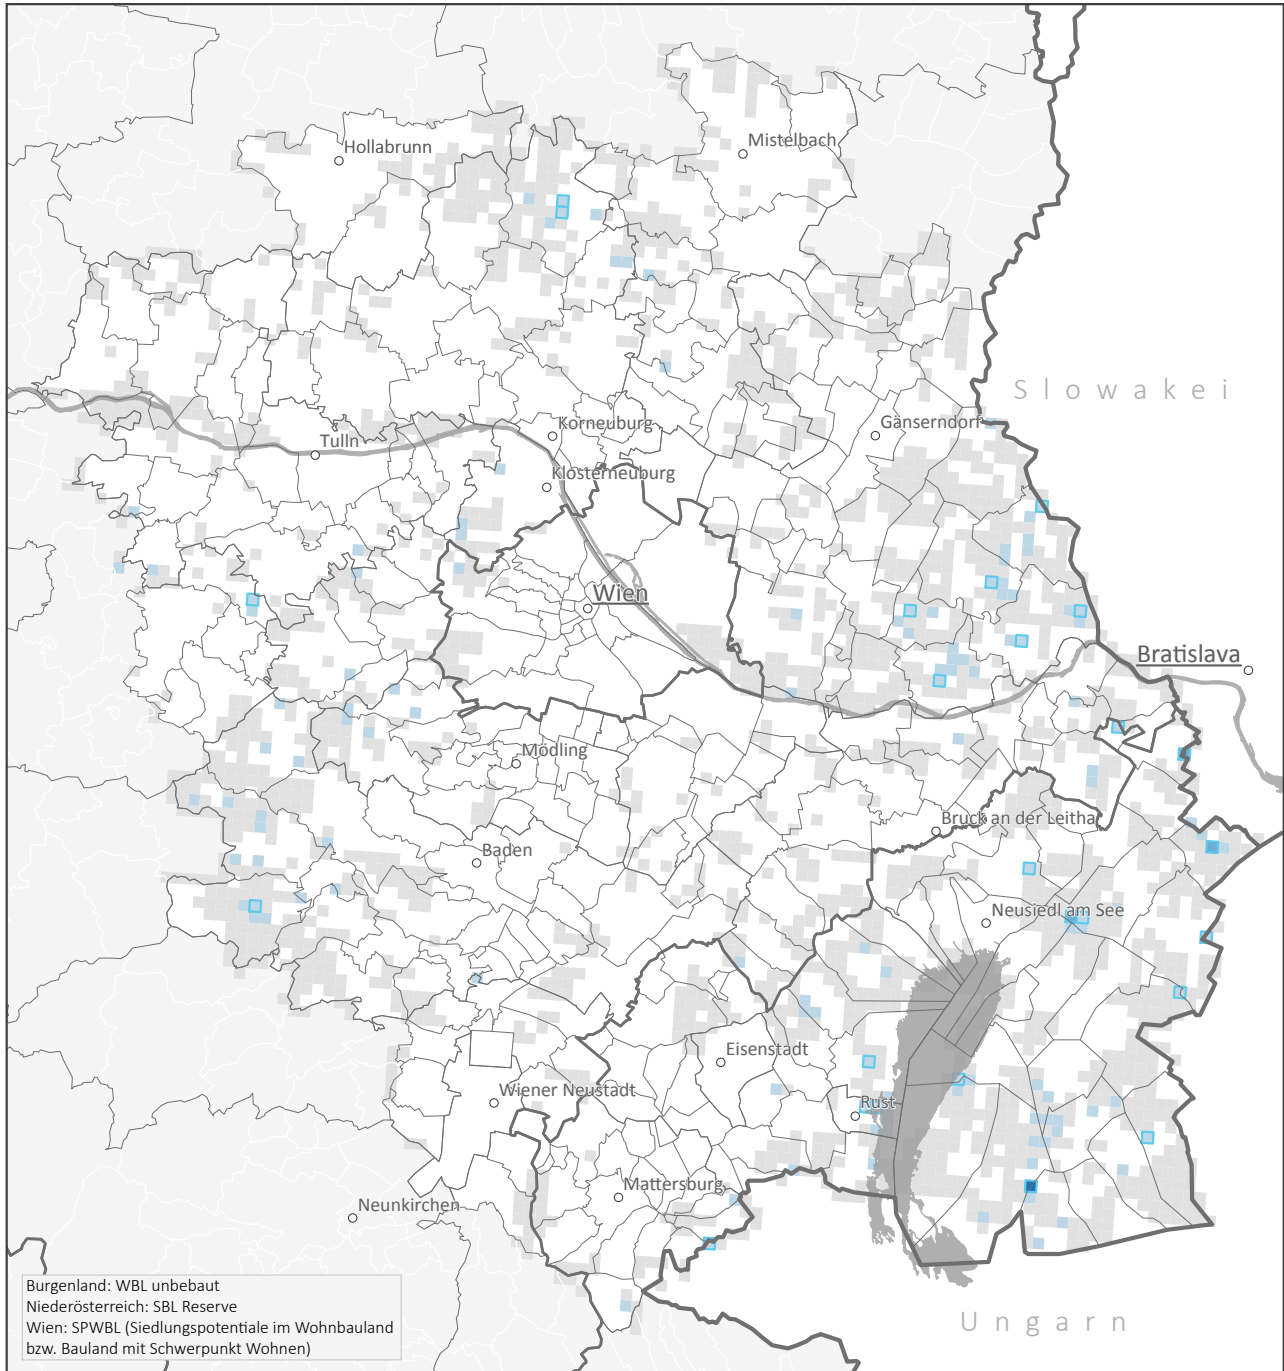 Hollabrunn
Mistelbach
Slowakei
Gänserndorf
Korneuburg
Tulln
Klosterneuburg
Wien
Bratislava
Mödling
Bruck an der Leitha
Baden
Neusiedl am See
Eisenstadt
Wiener Neustadt
Rust
Mattersburg
Neunkirchen
Burgenland: WBL unbebaut
Niederösterreich: SBL Reserve
Wien: SPWBL (Siedlungspotentiale im Wohnbauland
bzw. Bauland mit Schwerpunkt Wohnen)
Ungarn